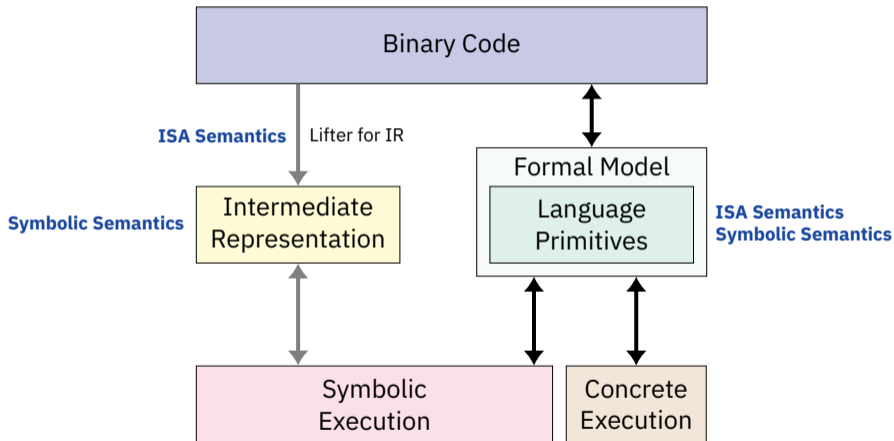 Binary Code
ISA Semantics
Lifter for IR
Formal Model
Intermediate
Representation
Language
Primitives
Symbolic Semantics
ISA Semantics
Symbolic Semantics
Symbolic
Execution
Concrete
Execution